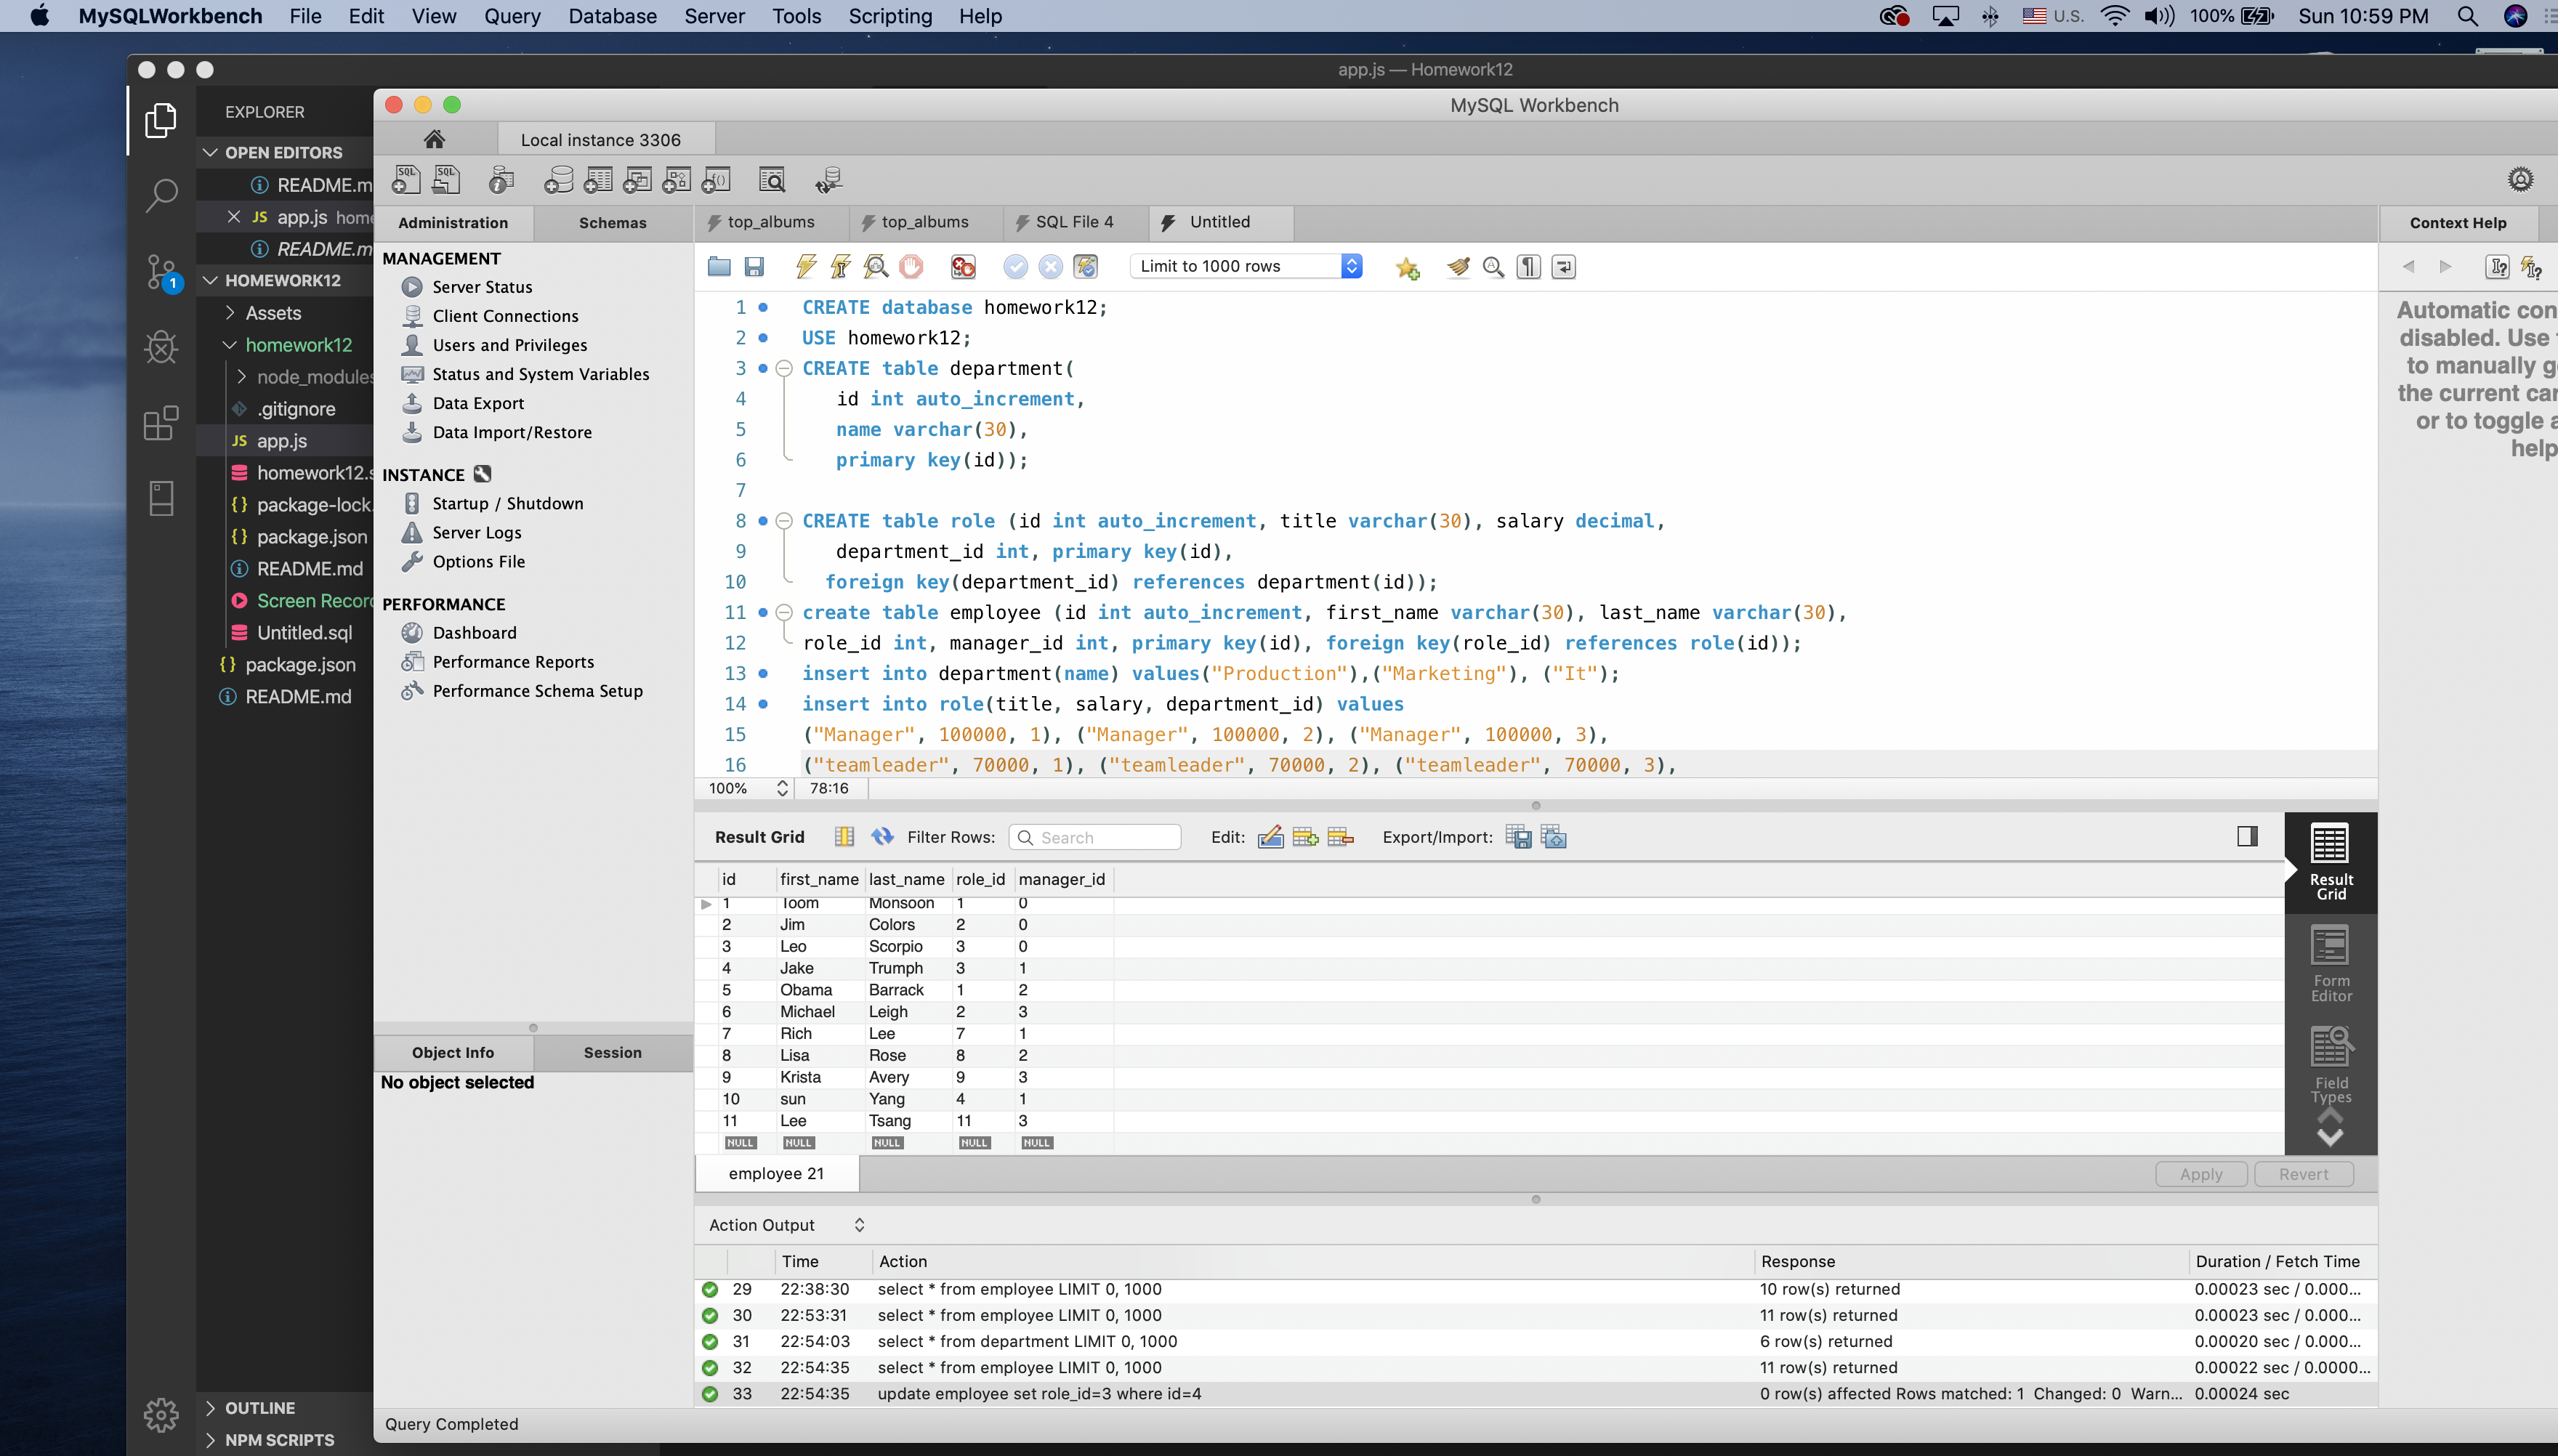 MySQLWorkbench File Edit View Query Database Server Tools Scripting Help
U.S. 100% Sun 10:59 PM
app.js — Homework12
EXPLORER
OPEN EDITORS
README.m
JS app.js home
README.m
HOMEWORK12
Assets
homework12
node_modules
.gitignore
JS app.js
homework12.s
{} package-lock.
{} package.json
README.md
Screen Recor
Untitled.sql
{} package.json
README.md
OUTLINE
NPM SCRIPTS
1
MySQL Workbench
Local instance 3306
Administration Schemas
MANAGEMENT
Server Status
Client Connections
Users and Privileges
Status and System Variables
Data Export
Data Import/Restore
INSTANCE
Startup / Shutdown
Server Logs
Options File
PERFORMANCE
Dashboard
Performance Reports
Performance Schema Setup
Object Info Session
No object selected
top_albums top_albums SQL File 4 Untitled
Limit to 1000 rows
1 CREATE database homework12;
2 USE homework12;
3 CREATE table department(
4 id int auto_increment,
5 name varchar(30),
6 primary key(id));
7
8 CREATE table role (id int auto_increment, title varchar(30), salary decimal,
9 department_id int, primary key(id),
10 foreign key(department_id) references department(id));
11 create table employee (id int auto_increment, first_name varchar(30), last_name varchar(30),
12 role_id int, manager_id int, primary key(id), foreign key(role_id) references role(id));
13 insert into department(name) values("Production"),("Marketing"), ("It");
14 insert into role(title, salary, department_id) values
15 ("Manager", 100000, 1), ("Manager", 100000, 2), ("Manager", 100000, 3),
16 ("teamleader", 70000, 1), ("teamleader", 70000, 2), ("teamleader", 70000, 3),
100% 78:16
Result Grid Filter Rows: Search Edit: Export/Import:
id first_name last_name role_id manager_id
1 Toom Monsoon 1 0
2 Jim Colors 2 0
3 Leo Scorpio 3 0
4 Jake Trumph 3 1
5 Obama Barrack 1 2
6 Michael Leigh 2 3
7 Rich Lee 7 1
8 Lisa Rose 8 2
9 Krista Avery 9 3
10 sun Yang 4 1
11 Lee Tsang 11 3
NULL NULL NULL NULL NULL
Result
Grid
Form
Editor
Field
Types
employee 21
Apply Revert
Action Output
Time Action Response Duration / Fetch Time
29 22:38:30 select * from employee LIMIT 0, 1000 10 row(s) returned 0.00023 sec / 0.000...
30 22:53:31 select * from employee LIMIT 0, 1000 11 row(s) returned 0.00023 sec / 0.000...
31 22:54:03 select * from department LIMIT 0, 1000 6 row(s) returned 0.00020 sec / 0.000...
32 22:54:35 select * from employee LIMIT 0, 1000 11 row(s) returned 0.00022 sec / 0.0000...
33 22:54:35 update employee set role_id=3 where id=4 0 row(s) affected Rows matched: 1 Changed: 0 Warn... 0.00024 sec
Query Completed
Context Help
Automatic con
disabled. Use
to manually g
the current car
or to toggle a
help